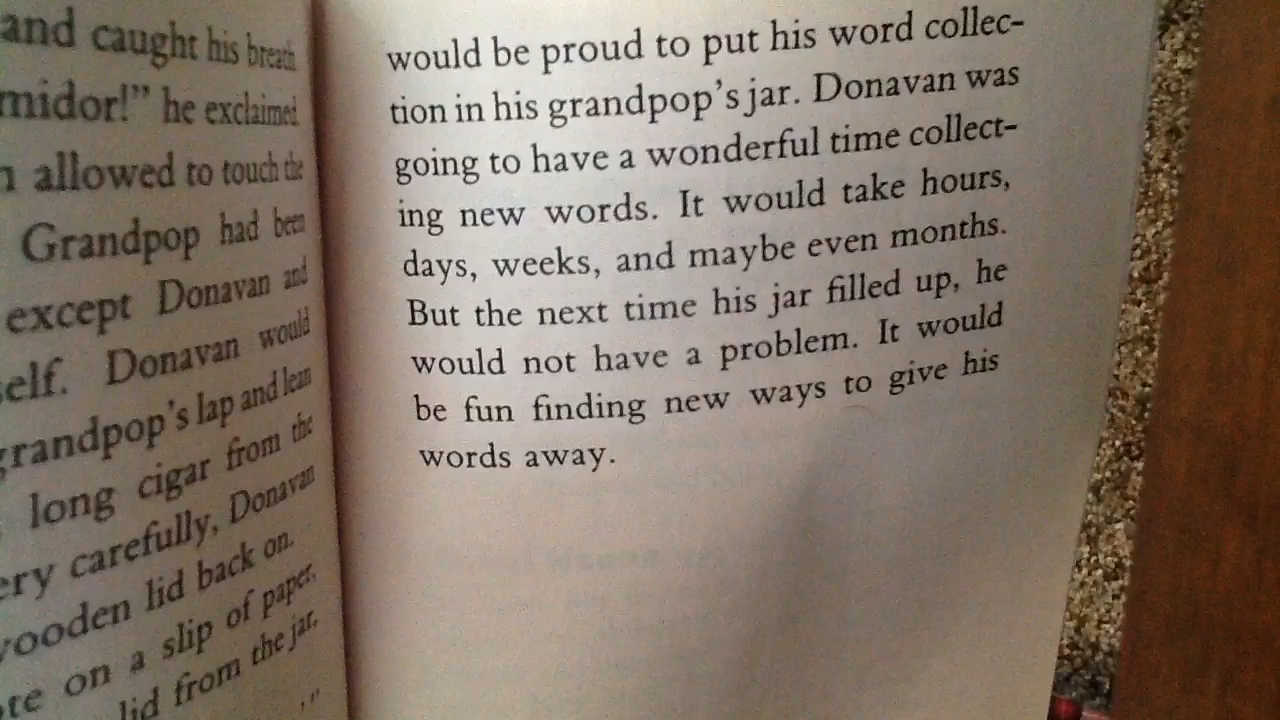 and caught his breath
midor!” he exclaimed.
allowed to touch the
Grandpop had been
except Donavan and
self. Donavan would
grandpop’s lap and lean
long cigar from the
ery carefully, Donavan
wooden lid back on.
on a slip of paper,
lid from the jar,
would be proud to put his word collec-
tion in his grandpop’s jar. Donavan was
going to have a wonderful time collect-
ing new words. It would take hours,
days, weeks, and maybe even months.
But the next time his jar filled up, he
would not have a problem. It would
be fun finding new ways to give his
words away.